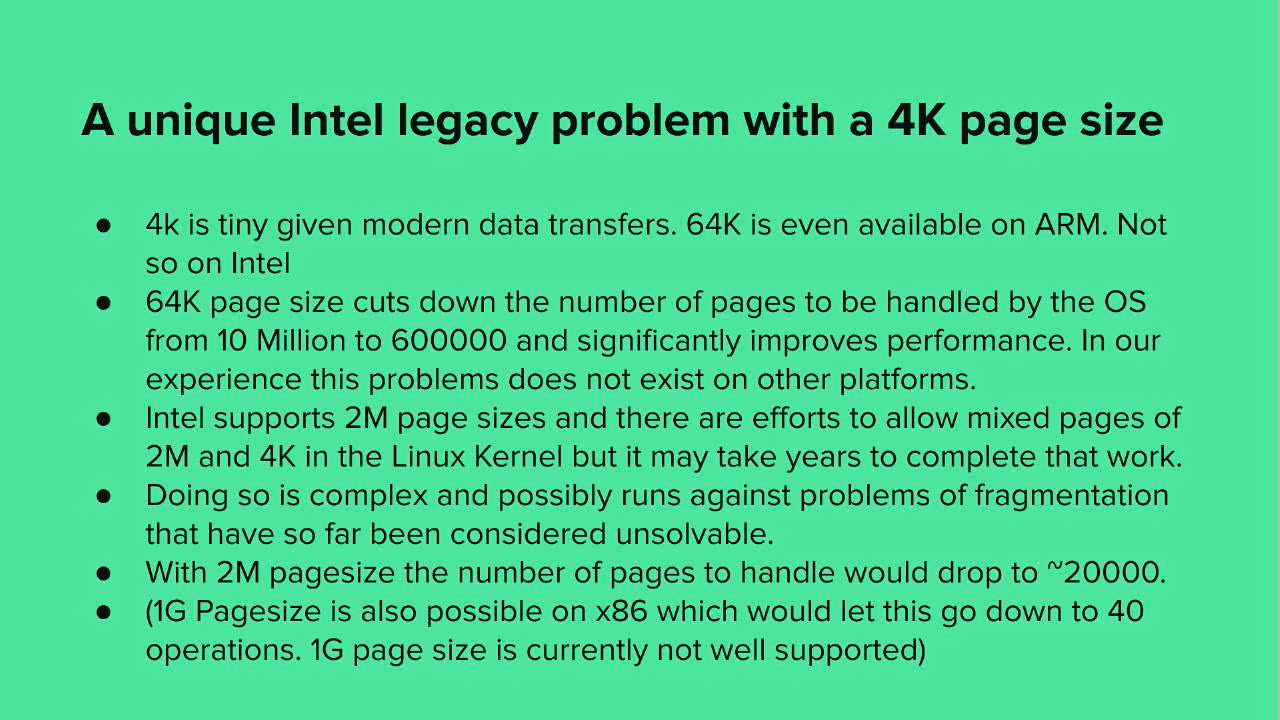 A unique Intel legacy problem with a 4K page size
● 4k is tiny given modern data transfers. 64K is even available on ARM. Not
so on Intel
● 64K page size cuts down the number of pages to be handled by the OS
from 10 Million to 600000 and significantly improves performance. In our
experience this problems does not exist on other platforms.
● Intel supports 2M page sizes and there are efforts to allow mixed pages of
2M and 4K in the Linux Kernel but it may take years to complete that work.
● Doing so is complex and possibly runs against problems of fragmentation
that have so far been considered unsolvable.
● With 2M pagesize the number of pages to handle would drop to ~20000.
● (1G Pagesize is also possible on x86 which would let this go down to 40
operations. 1G page size is currently not well supported)